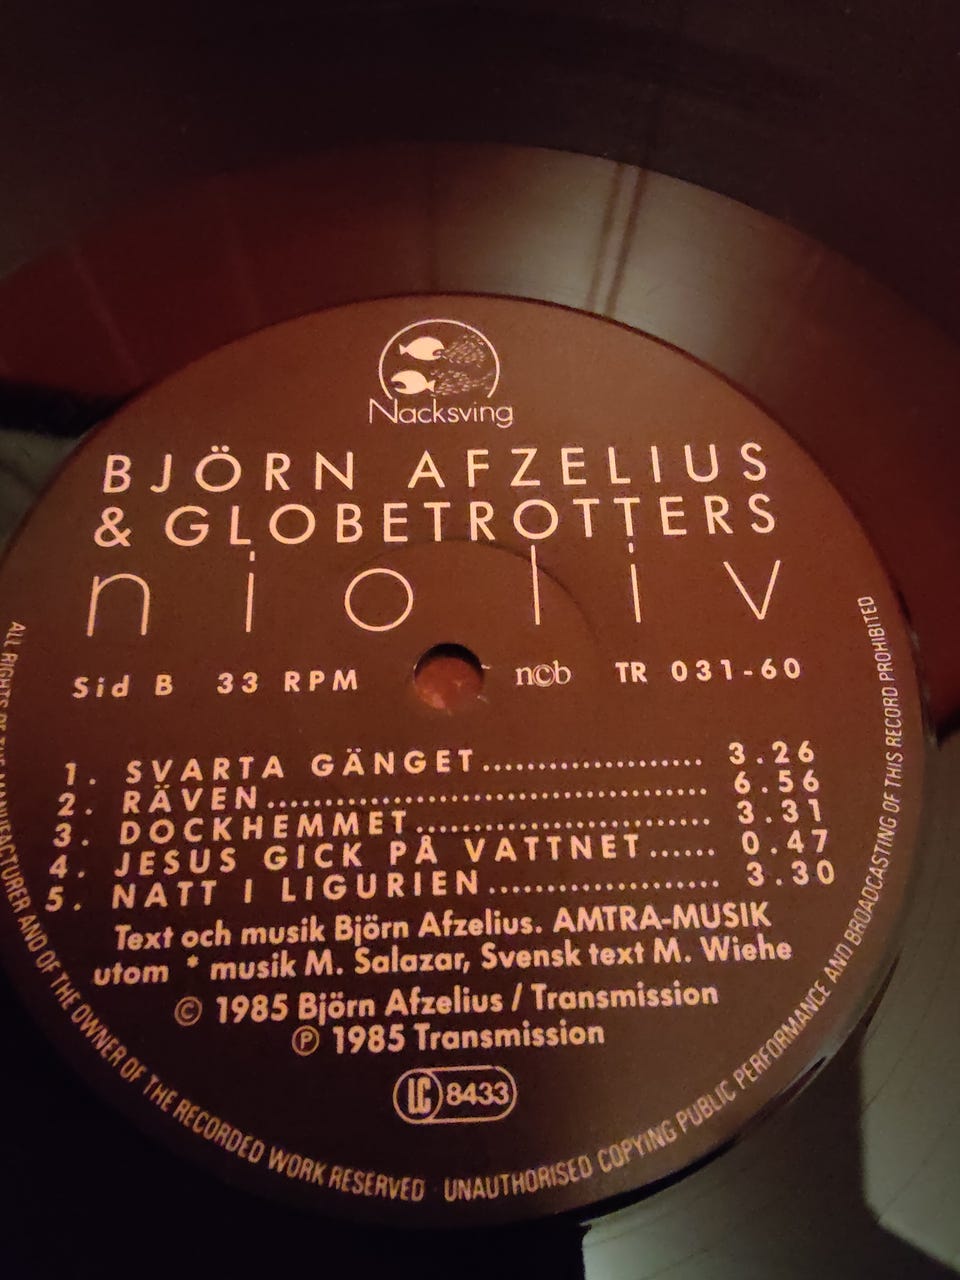 Nacksving
BJÖRN AFZELIUS
& GLOBETROTTERS
nio liv
Sid B 33 RPM
n©b TR 031-60
1. SVARTA GÄNGET.................... 3.26
2. RÄVEN........................................ 6.56
3. DOCKHEMMET........................... 3.31
4. JESUS GICK PÅ VATTNET...... 0.47
5. NATT I LIGURIEN..................... 3.30
Text och musik Björn Afzelius. AMTRA-MUSIK
utom * musik M. Salazar, Svensk text M. Wiehe
© 1985 Björn Afzelius / Transmission
℗ 1985 Transmission
LC 8433
ALL RIGHTS OF THE MANUFACTURER AND OF THE OWNER OF THE RECORDED WORK RESERVED · UNAUTHORISED COPYING PUBLIC PERFORMANCE AND BROADCASTING OF THIS RECORD PROHIBITED